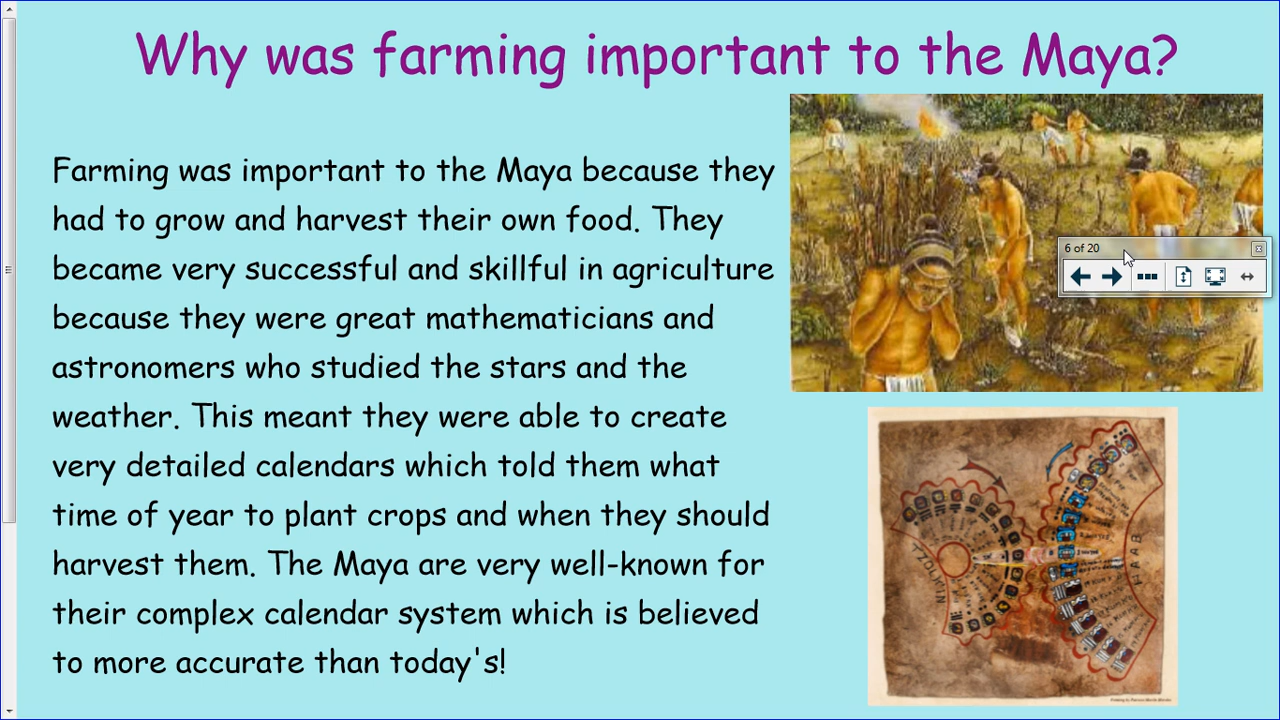 Why was farming important to the Maya?
Farming was important to the Maya because they
had to grow and harvest their own food. They
became very successful and skillful in agriculture
because they were great mathematicians and
astronomers who studied the stars and the
weather. This meant they were able to create
very detailed calendars which told them what
time of year to plant crops and when they should
harvest them. The Maya are very well-known for
their complex calendar system which is believed
to more accurate than today's!
6 of 20
TZOLKIN
HAAB